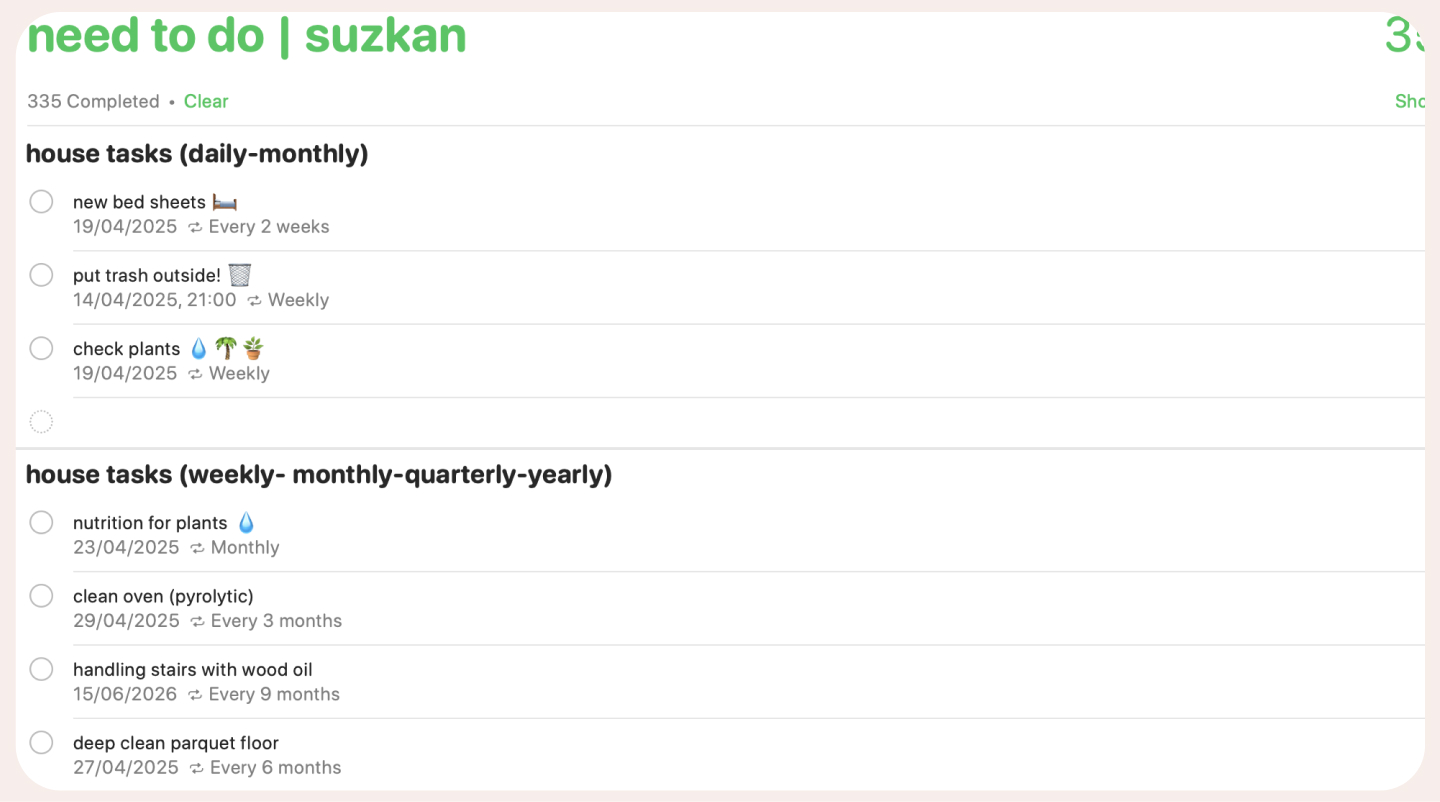 need to do | suzkan
335 Completed • Clear
house tasks (daily-monthly)
new bed sheets 🛏️
19/04/2025 Every 2 weeks
put trash outside! 🗑️
14/04/2025, 21:00 Weekly
check plants 💧🌴🪴
19/04/2025 Weekly
house tasks (weekly- monthly-quarterly-yearly)
nutrition for plants 💧
23/04/2025 Monthly
clean oven (pyrolytic)
29/04/2025 Every 3 months
handling stairs with wood oil
15/06/2026 Every 9 months
deep clean parquet floor
27/04/2025 Every 6 months